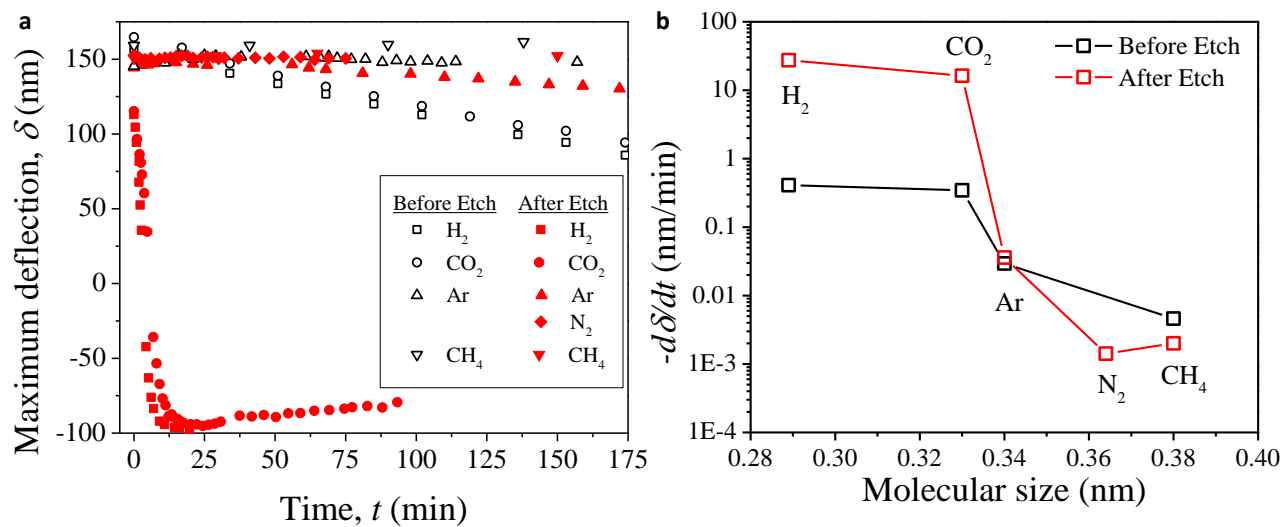 a
Maximum deflection, δ (nm)
150
100
50
0
-50
-100
0
25
50
75
100
125
150
175
Time, t (min)
Before Etch After Etch
H₂ H₂
CO₂ CO₂
Ar Ar
N₂
CH₄ CH₄
b
-dδ/dt (nm/min)
100
10
1
0.1
0.01
1E-3
1E-4
0.28
0.30
0.32
0.34
0.36
0.38
0.40
Molecular size (nm)
Before Etch
After Etch
H₂
CO₂
Ar
N₂
CH₄